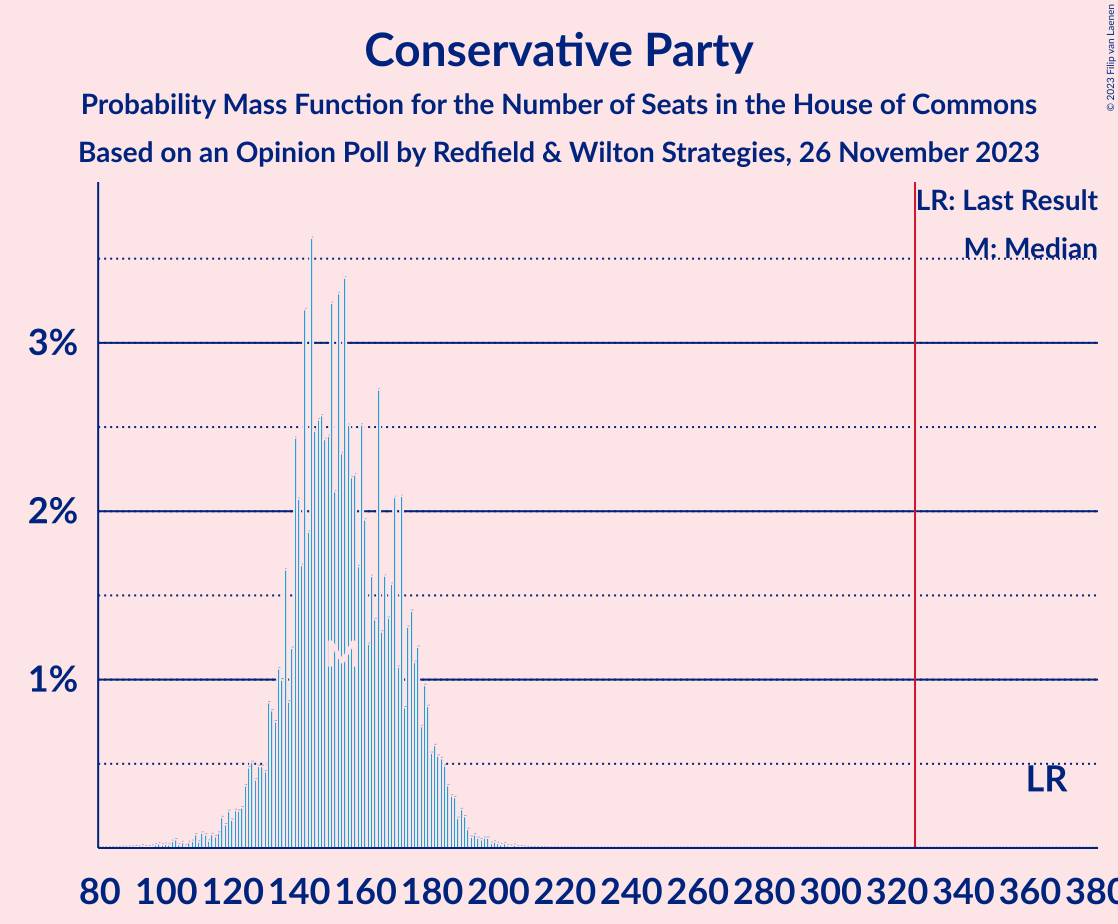 Conservative Party
Probability Mass Function for the Number of Seats in the House of Commons
Based on an Opinion Poll by Redfield & Wilton Strategies, 26 November 2023
© 2023 Filip van Laenen
LR: Last Result
M: Median
3%
2%
1%
M
LR
80 100 120 140 160 180 200 220 240 260 280 300 320 340 360 380